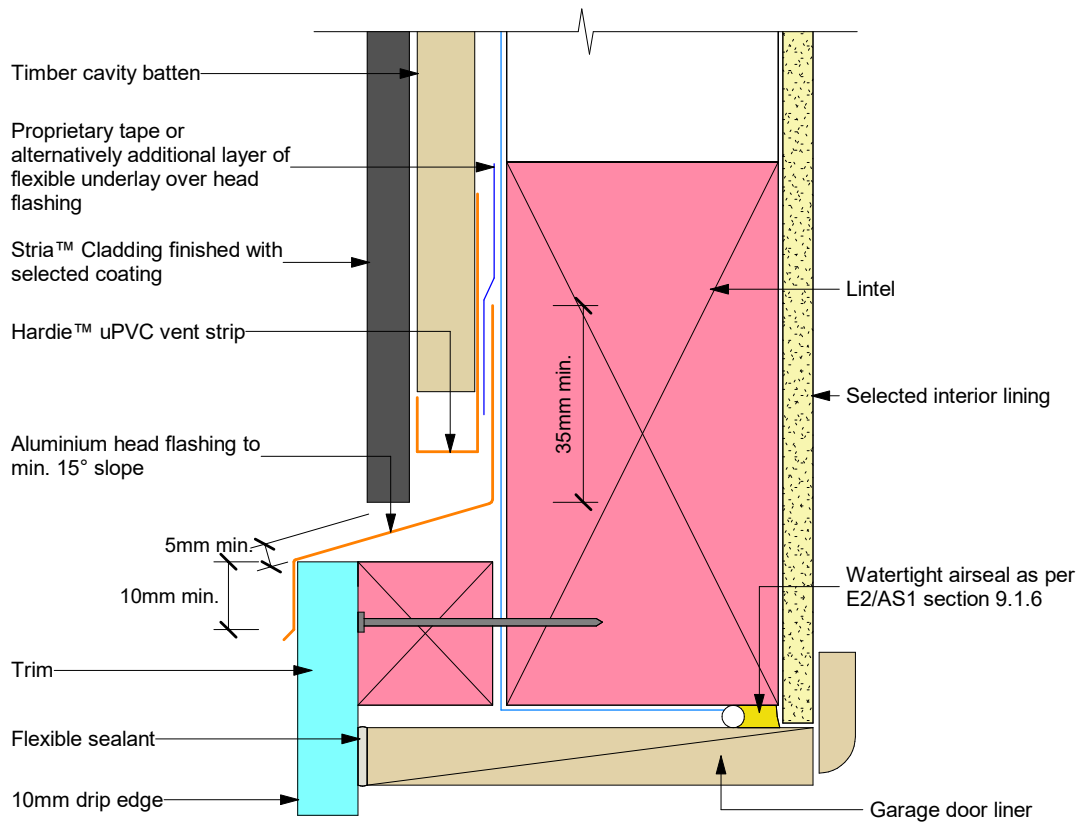 Timber cavity batten
Proprietary tape or
alternatively additional layer of
flexible underlay over head
flashing
Stria™ Cladding finished with
selected coating
Hardie™ uPVC vent strip
Aluminium head flashing to
min. 15° slope
5mm min.
10mm min.
Trim
Flexible sealant
10mm drip edge
35mm min.
Lintel
Selected interior lining
Watertight airseal as per
E2/AS1 section 9.1.6
Garage door liner